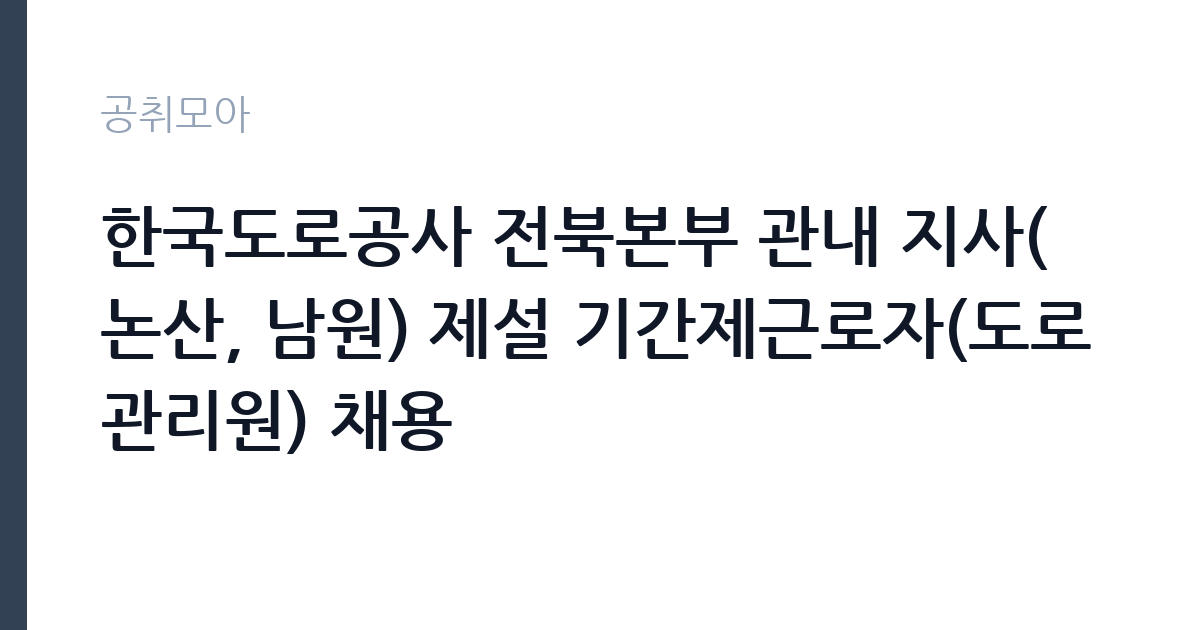 공취모아
한국도로공사 전북본부 관내 지사(
논산, 남원) 제설 기간제근로자(도로
관리원) 채용